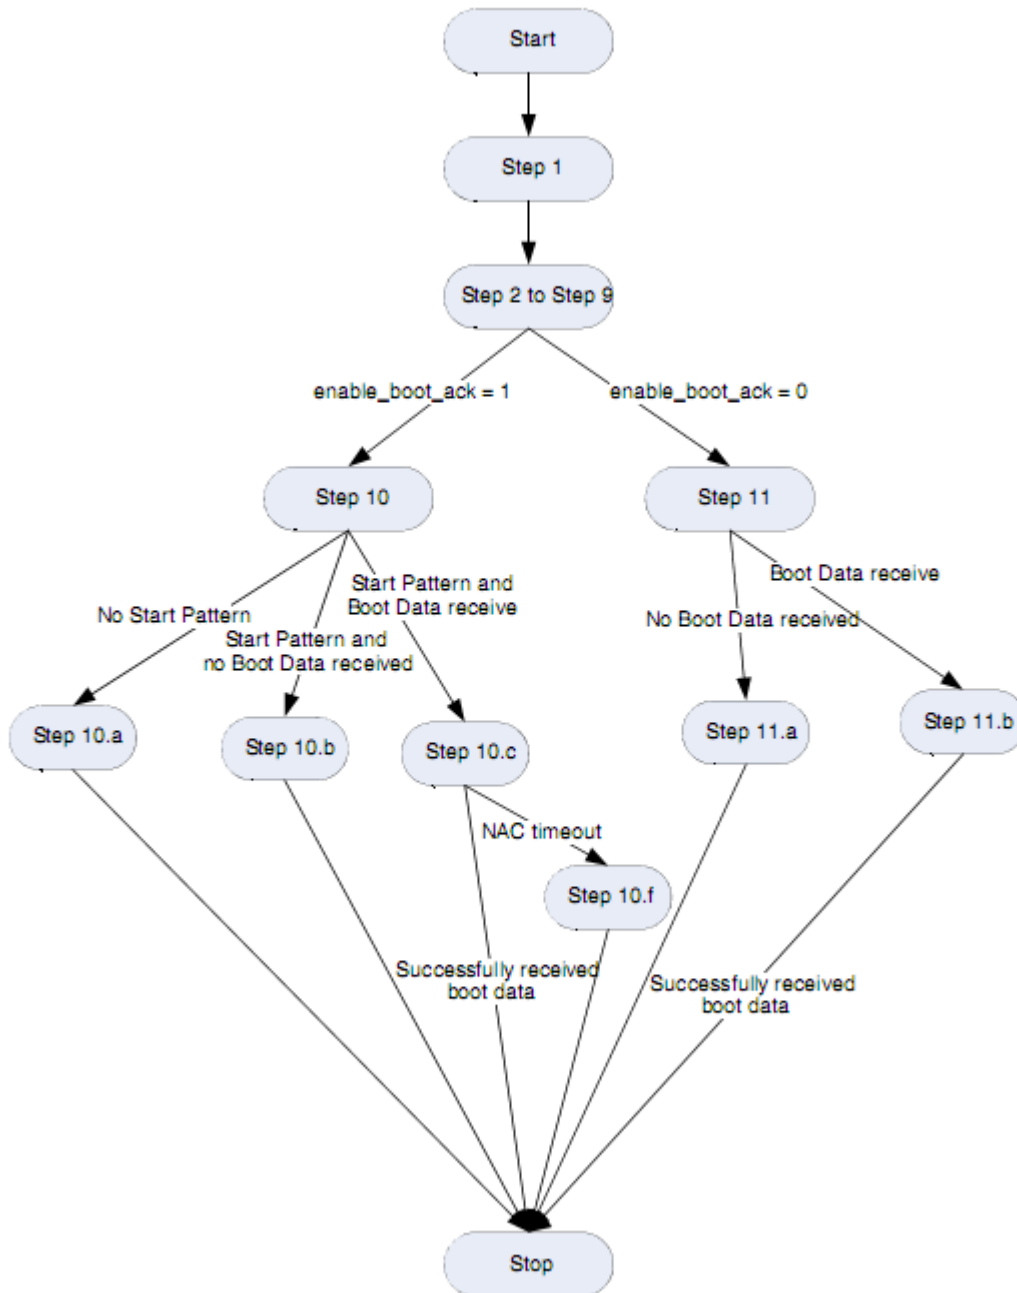 Start
Step 1
Step 2 to Step 9
enable_boot_ack = 1
enable_boot_ack = 0
Step 10
Step 11
Start Pattern and
Boot Data receive
Boot Data receive
No Start Pattern
No Boot Data received
Start Pattern and
no Boot Data received
Step 10.a
Step 10.b
Step 10.c
Step 11.a
Step 11.b
NAC timeout
Step 10.f
Successfully received
boot data
Successfully received
boot data
Stop